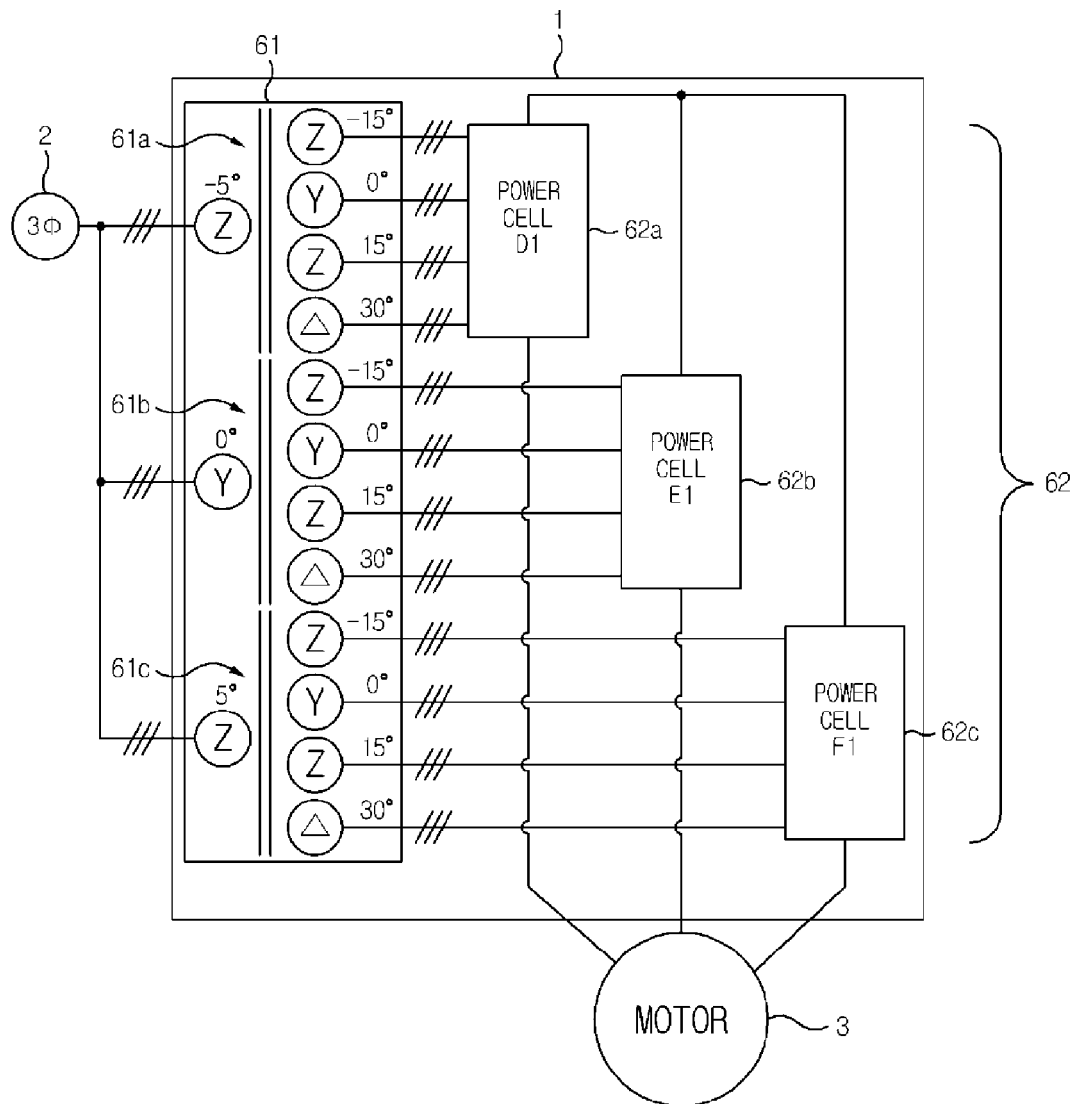 1
61
2
61a
3Φ
-5°
Z
Z
-15°
Y
0°
Z
15°
△
30°
POWER
CELL
D1
62a
61b
0°
Y
Z
-15°
Y
0°
Z
15°
△
30°
POWER
CELL
E1
62b
62
61c
5°
Z
Z
-15°
Y
0°
Z
15°
△
30°
POWER
CELL
F1
62c
MOTOR
3